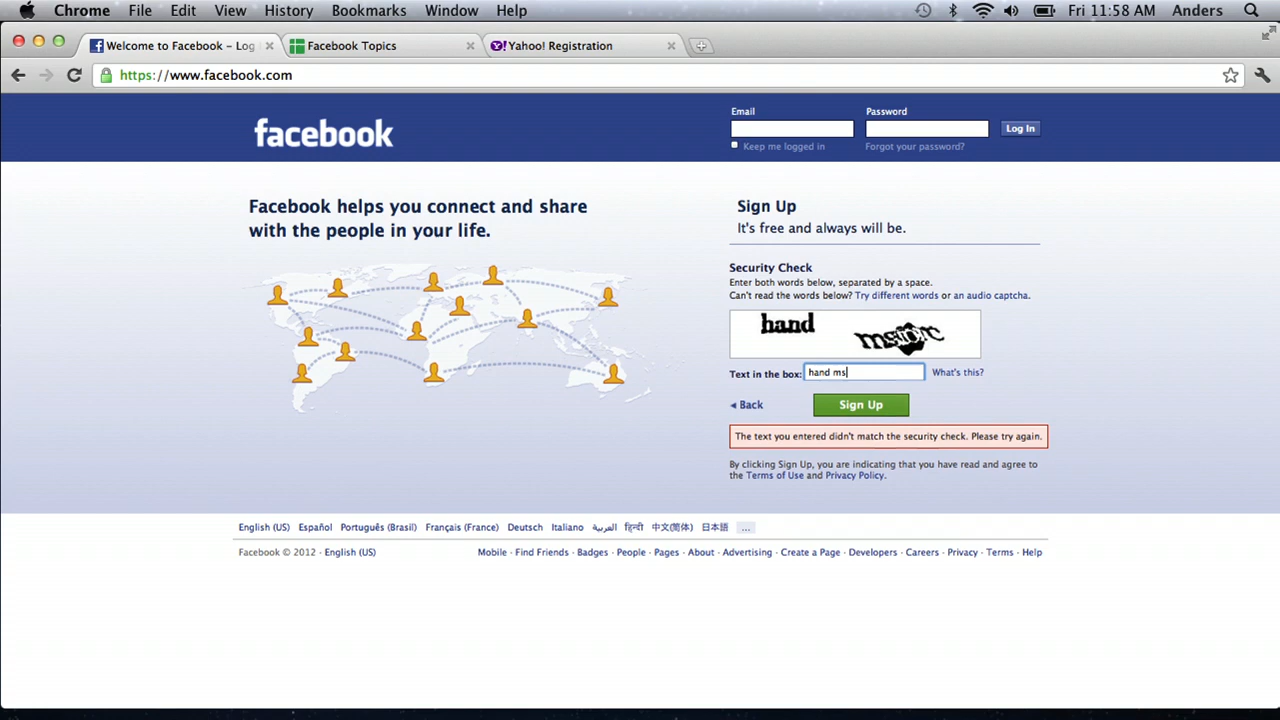 Chrome File Edit View History Bookmarks Window Help Fri 11:58 AM Anders
Welcome to Facebook – Log Facebook Topics Yahoo! Registration
https://www.facebook.com
facebook
Email Password
Log In
Keep me logged in Forgot your password?
Facebook helps you connect and share
with the people in your life.
Sign Up
It's free and always will be.
Security Check
Enter both words below, separated by a space.
Can't read the words below? Try different words or an audio captcha.
hand
Text in the box: hand ms What's this?
Back Sign Up
The text you entered didn't match the security check. Please try again.
By clicking Sign Up, you are indicating that you have read and agree to
the Terms of Use and Privacy Policy.
English (US) Español Português (Brasil) Français (France) Deutsch Italiano العربية हिन्दी 中文(简体) 日本語 ...
Facebook © 2012 · English (US) Mobile · Find Friends · Badges · People · Pages · About · Advertising · Create a Page · Developers · Careers · Privacy · Terms · Help